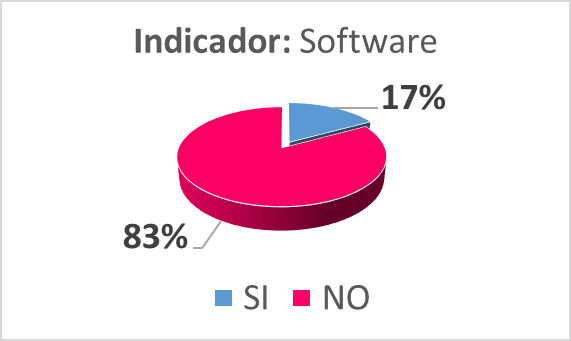 Indicador: Software
17%
83%
SI NO